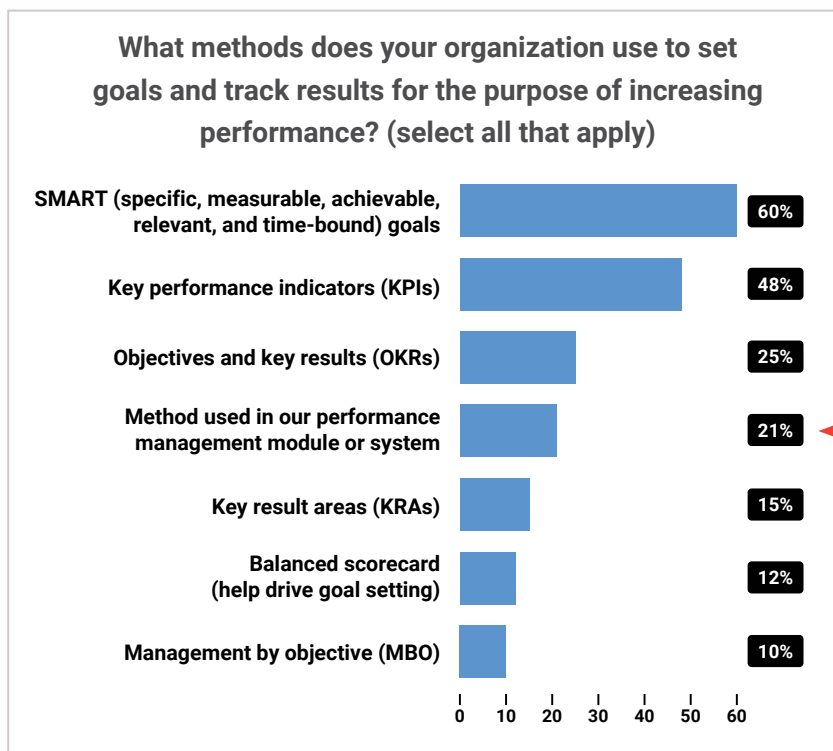 What methods does your organization use to set
goals and track results for the purpose of increasing
performance? (select all that apply)
SMART (specific, measurable, achievable,
relevant, and time-bound) goals
60%
Key performance indicators (KPIs)
48%
Objectives and key results (OKRs)
25%
Method used in our performance
management module or system
21%
Key result areas (KRAs)
15%
Balanced scorecard
(help drive goal setting)
12%
Management by objective (MBO)
10%
0 10 20 30 40 50 60